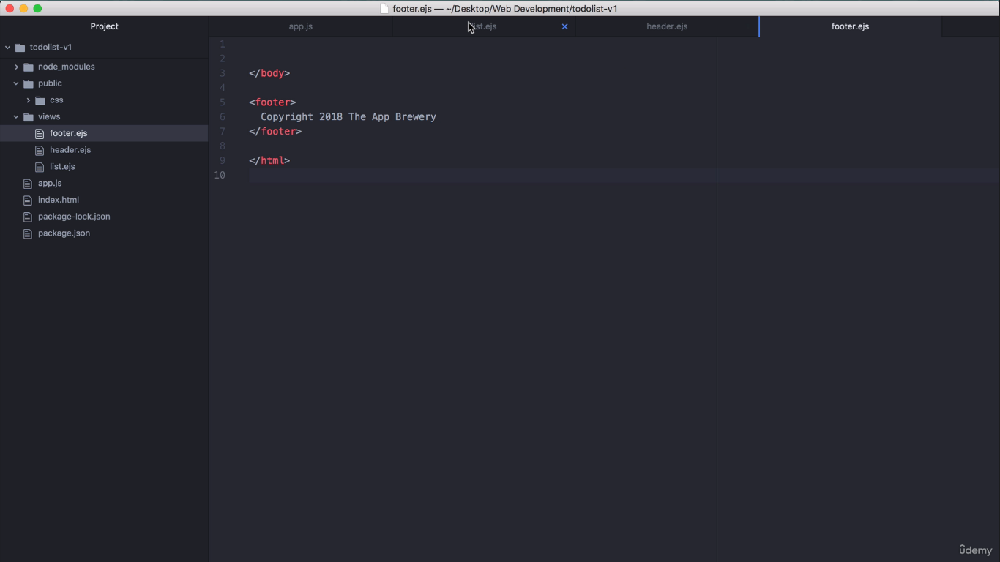 footer.ejs — ~/Desktop/Web Development/todolist-v1
Project
app.js
list.ejs
header.ejs
footer.ejs
todolist-v1
node_modules
public
css
views
footer.ejs
header.ejs
list.ejs
app.js
index.html
package-lock.json
package.json
1
2
3 </body>
4
5 <footer>
6 Copyright 2018 The App Brewery
7 </footer>
8
9 </html>
10
ûdemy